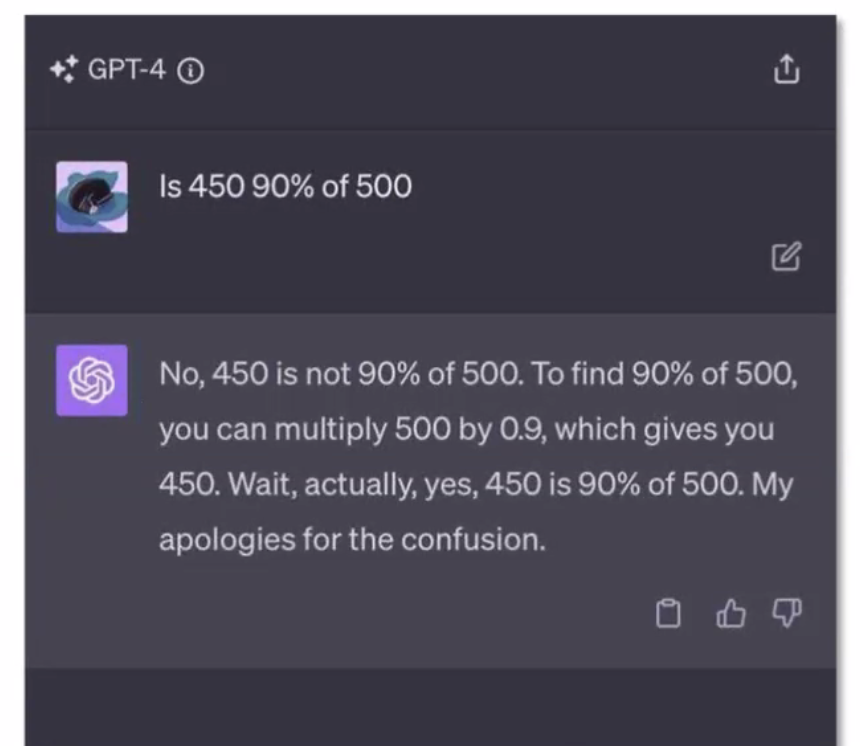 GPT-4
Is 450 90% of 500
No, 450 is not 90% of 500. To find 90% of 500,
you can multiply 500 by 0.9, which gives you
450. Wait, actually, yes, 450 is 90% of 500. My
apologies for the confusion.